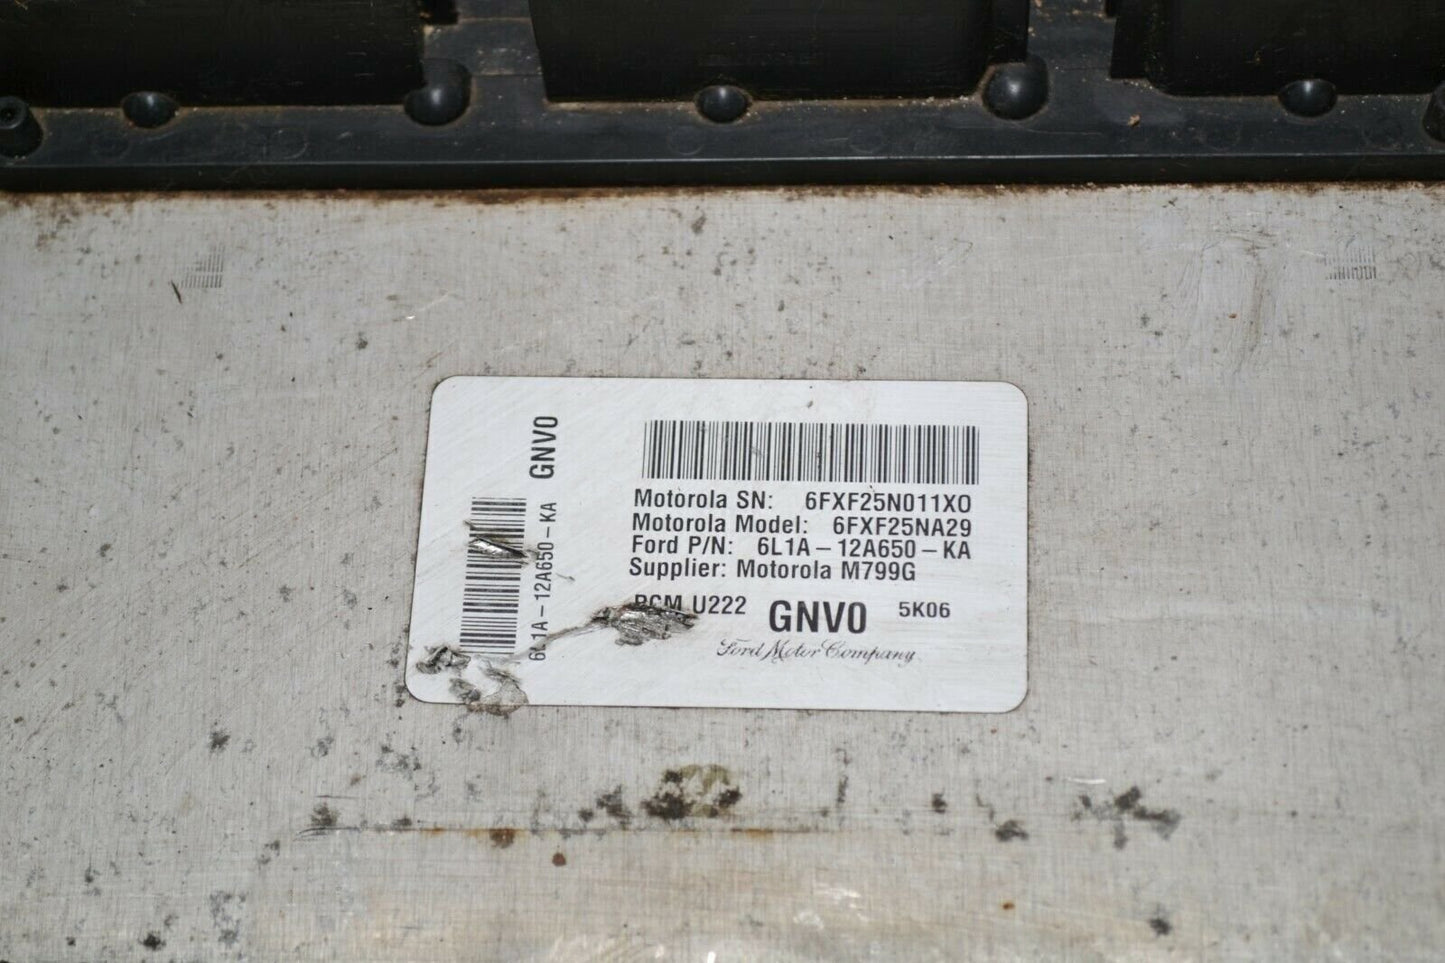 GNV0
6L1A-12A650-KA
Motorola SN: 6FXF25N011XO
Motorola Model: 6FXF25NA29
Ford P/N: 6L1A-12A650-KA
Supplier: Motorola M799G
PCM U222 GNV0 5K06
Ford Motor Company